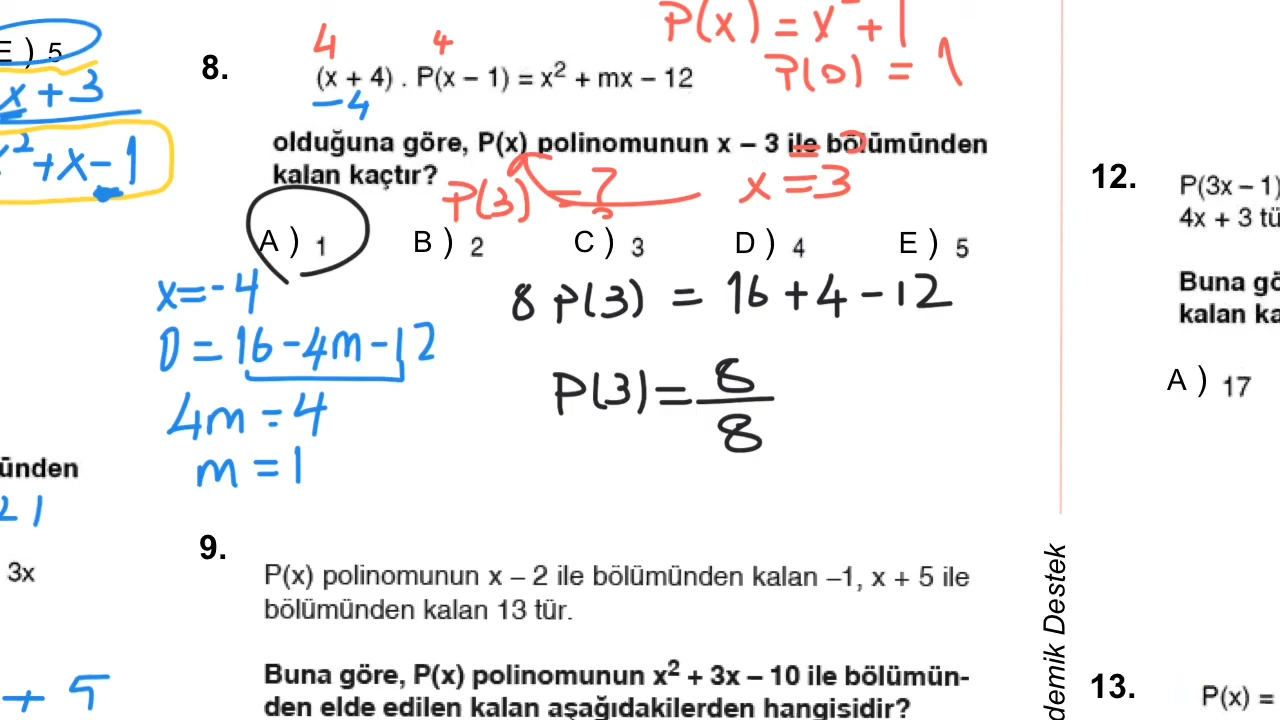 E ) 5
x + 3
x² + x - 1
ünden
21
3x
+ 5
P(x) = x² + 1
P(0) = 1
4
4
8.
(x + 4) . P(x – 1) = x² + mx – 12
-4
olduğuna göre, P(x) polinomunun x – 3 ile bölümünden
kalan kaçtır?
P(3) = ?
x = 3
A ) 1
B ) 2
C ) 3
D ) 4
E ) 5
x = -4
0 = 16 - 4m - 12
4m = 4
m = 1
8 P(3) = 16 + 4 - 12
P(3) = 8/8
9.
P(x) polinomunun x – 2 ile bölümünden kalan –1, x + 5 ile
bölümünden kalan 13 tür.
Buna göre, P(x) polinomunun x² + 3x – 10 ile bölümün-
den elde edilen kalan aşağıdakilerden hangisidir?
demik Destek
12.
P(3x – 1)
4x + 3 tü
Buna gö
kalan ka
A ) 17
13.
P(x) =